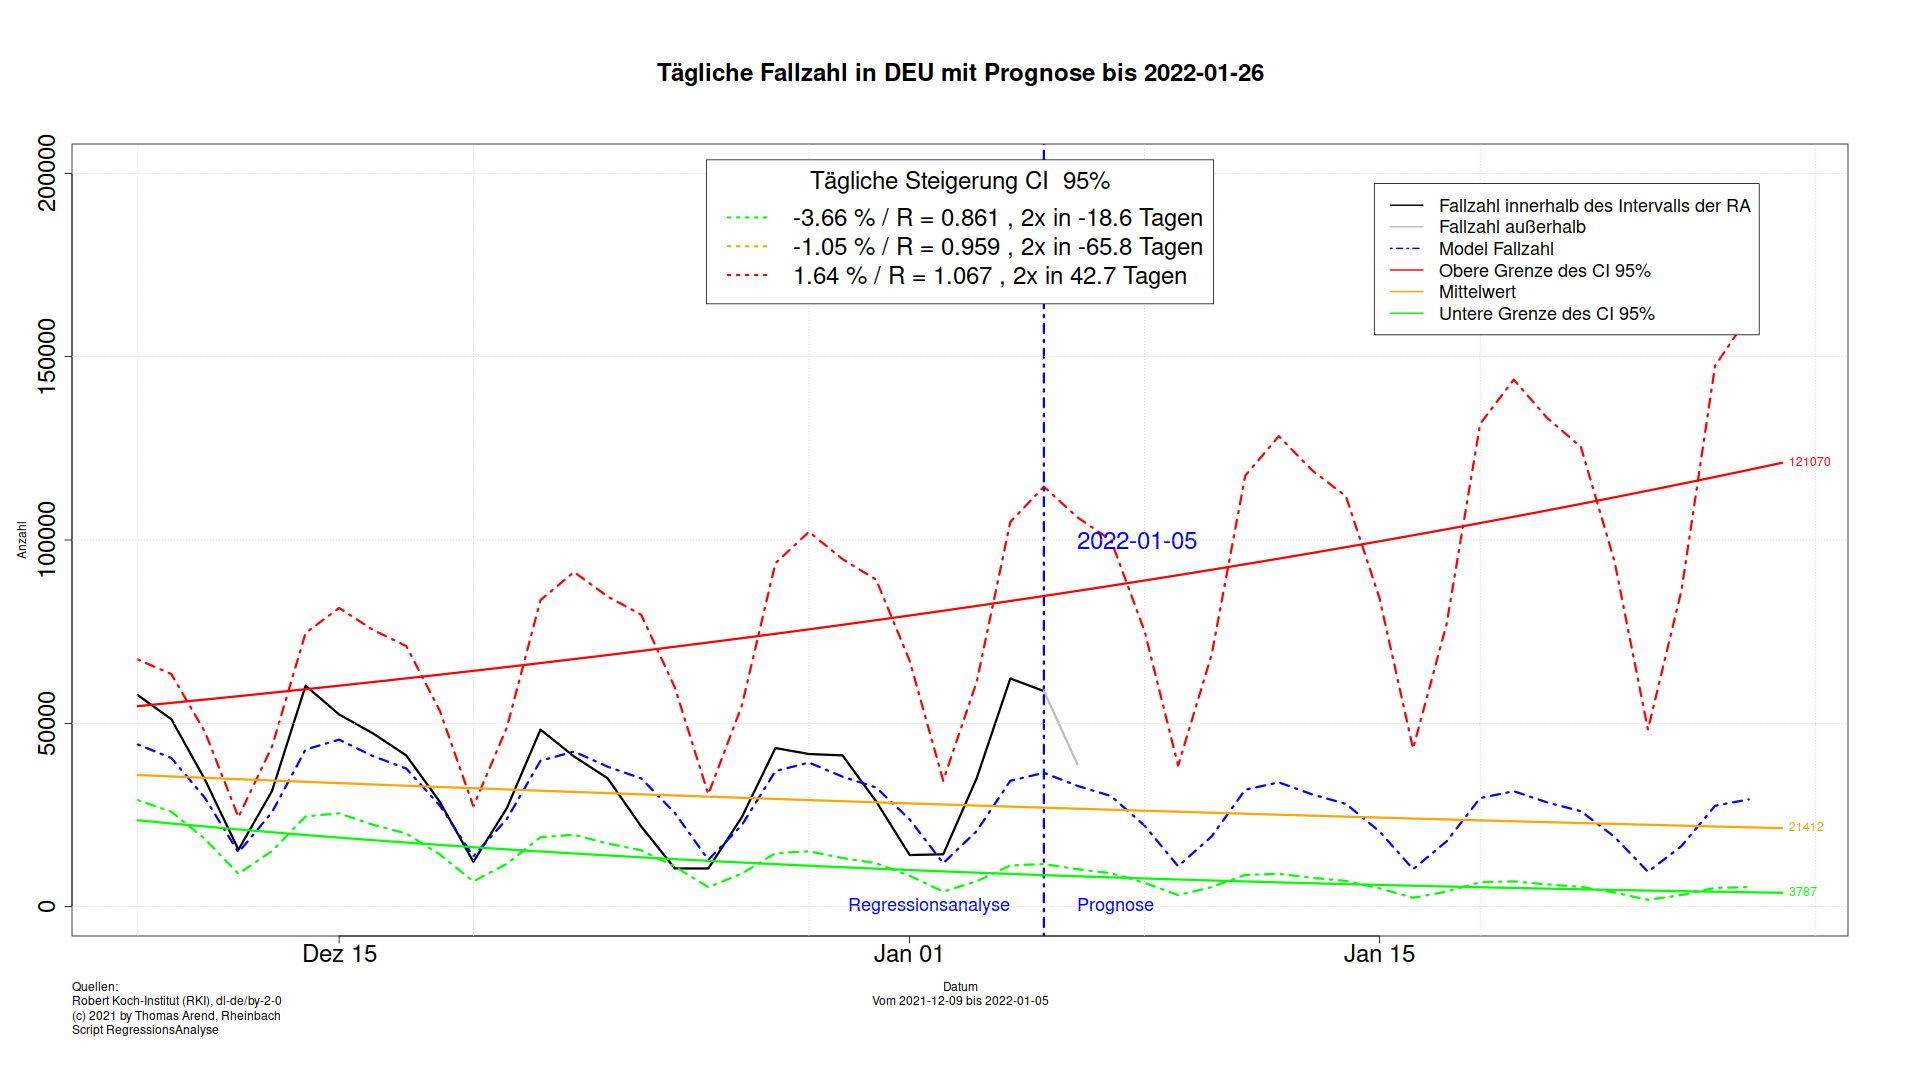 Tägliche Fallzahl in DEU mit Prognose bis 2022-01-26
Tägliche Steigerung CI  95%
-3.66 % / R = 0.861 , 2x in -18.6 Tagen
-1.05 % / R = 0.959 , 2x in -65.8 Tagen
1.64 % / R = 1.067 , 2x in 42.7 Tagen
Fallzahl innerhalb des Intervalls der RA
Fallzahl außerhalb
Model Fallzahl
Obere Grenze des CI 95%
Mittelwert
Untere Grenze des CI 95%
200000
150000
100000
50000
0
Anzahl
2022-01-05
121070
21412
3787
Regressionsanalyse
Prognose
Dez 15
Jan 01
Jan 15
Datum
Vom 2021-12-09 bis 2022-01-05
Quellen:
Robert Koch-Institut (RKI), dl-de/by-2-0
(c) 2021 by Thomas Arend, Rheinbach
Script RegressionsAnalyse